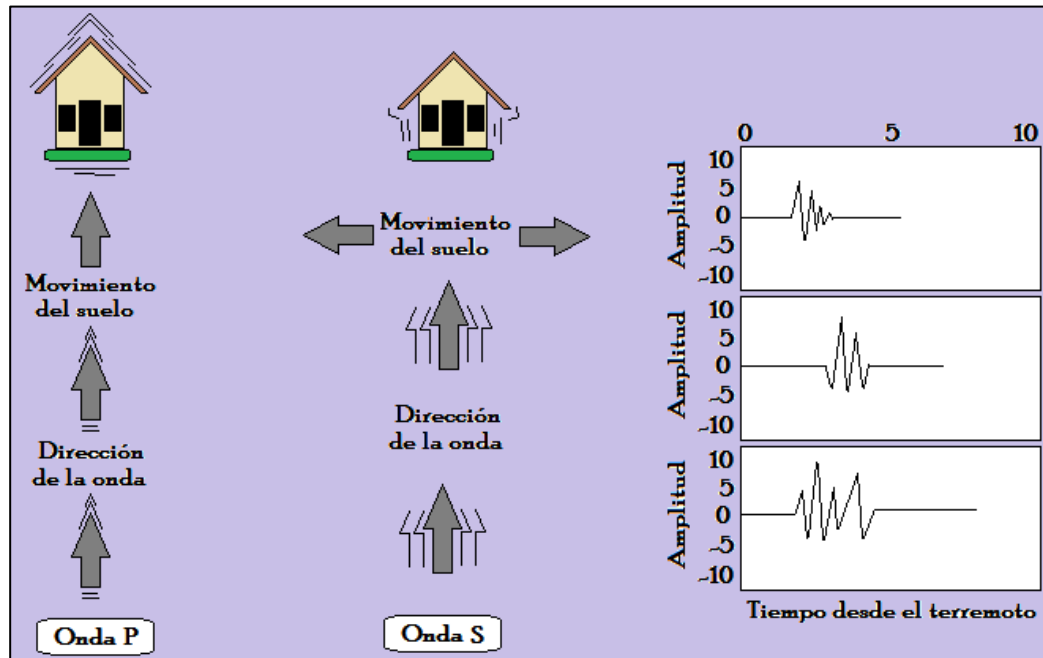 Movimiento
del suelo
Dirección
de la onda
Onda P
Movimiento
del suelo
Dirección
de la onda
Onda S
0 5 10
Amplitud
10
5
0
~5
~10
Amplitud
10
5
0
~5
~10
Amplitud
10
5
0
~5
~10
Tiempo desde el terremoto